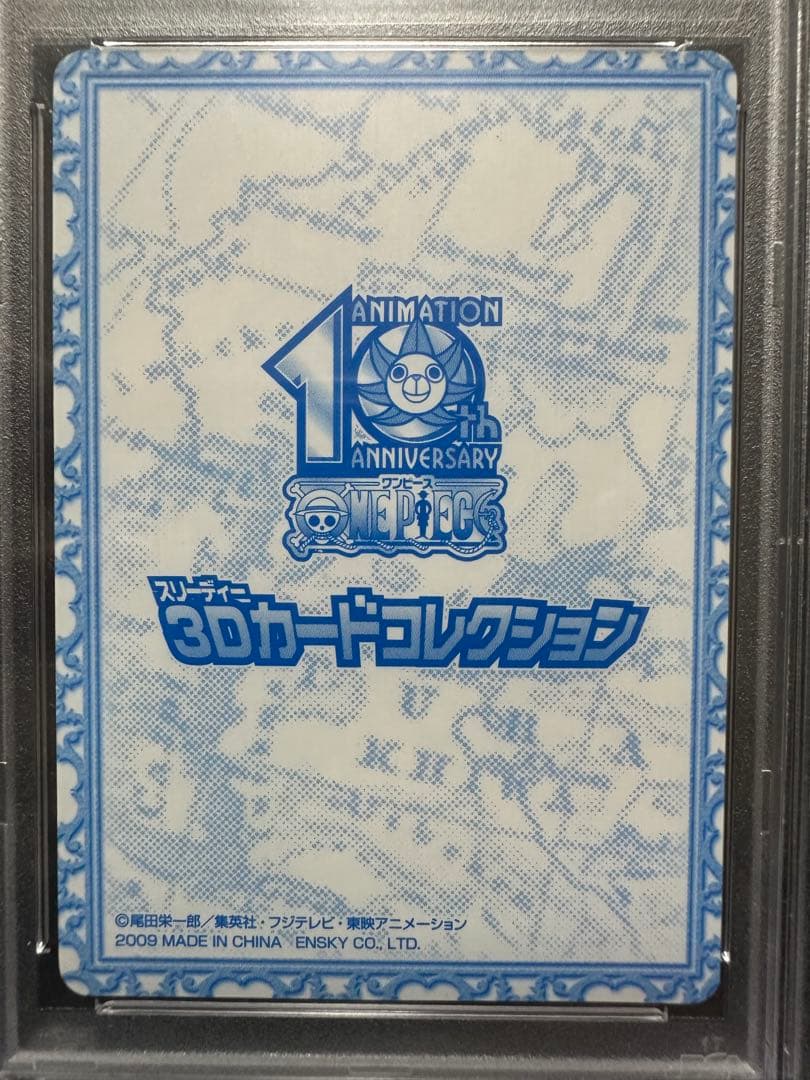 ANIMATION
10th
ANNIVERSARY
ワンピース
ONE PIECE
スリーディー
3Dカードコレクション
U
K H
S
©尾田栄一郎／集英社・フジテレビ・東映アニメーション
2009 MADE IN CHINA ENSKY CO., LTD.